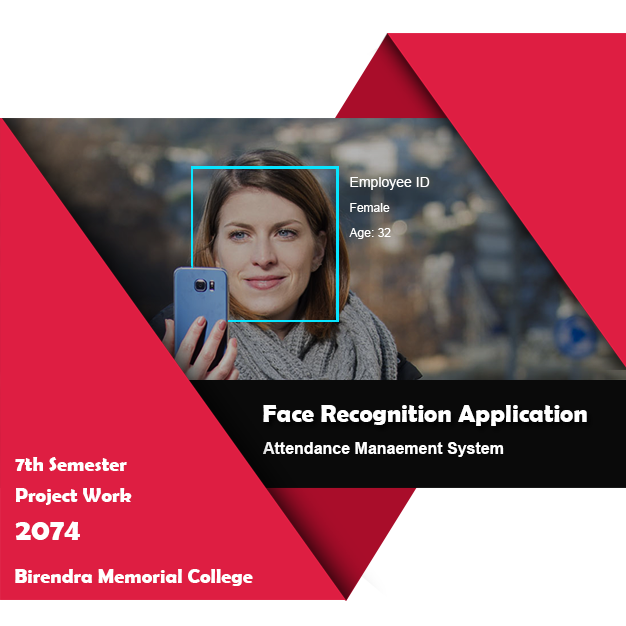 Employee ID
Female
Age: 32
Face Recognition Application
Attendance Manaement System
7th Semester
Project Work
2074
Birendra Memorial College